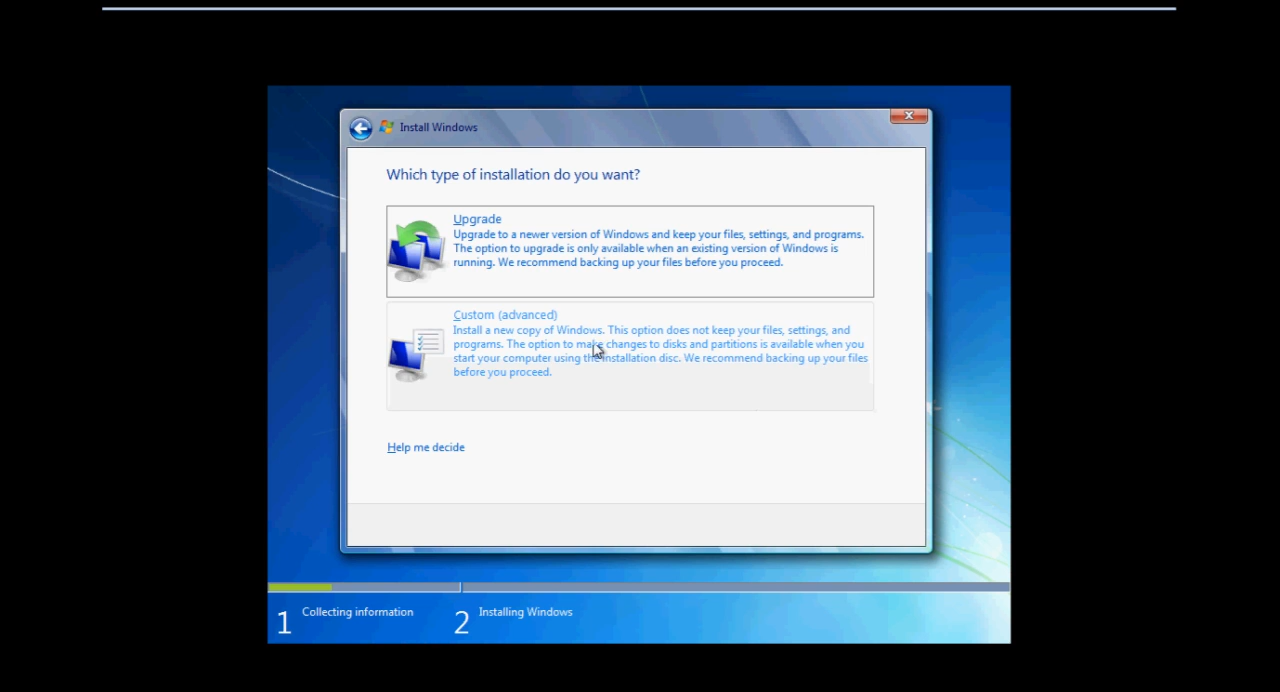 Install Windows
Which type of installation do you want?
Upgrade
Upgrade to a newer version of Windows and keep your files, settings, and programs.
The option to upgrade is only available when an existing version of Windows is
running. We recommend backing up your files before you proceed.
Custom (advanced)
Install a new copy of Windows. This option does not keep your files, settings, and
programs. The option to make changes to disks and partitions is available when you
start your computer using the installation disc. We recommend backing up your files
before you proceed.
Help me decide
1 Collecting information
2 Installing Windows